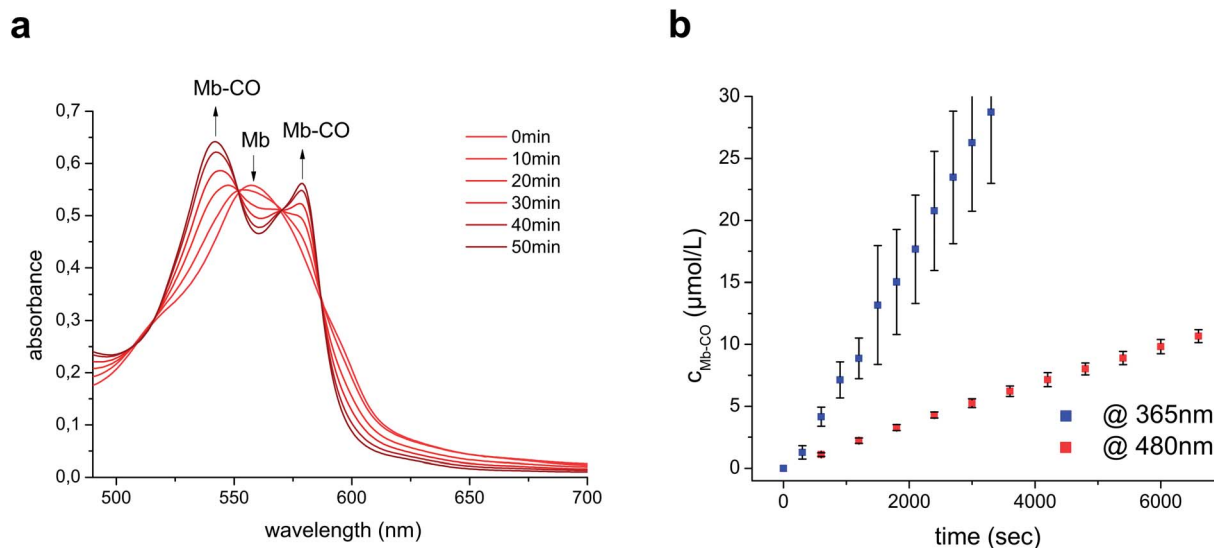 a
Mb-CO
Mb
Mb-CO
0,7
0,6
0,5
0,4
0,3
0,2
0,1
0,0
500
550
600
650
700
absorbance
wavelength (nm)
0min
10min
20min
30min
40min
50min
b
30
25
20
15
10
5
0
0
2000
4000
6000
c Mb-CO (µmol/L)
time (sec)
@ 365nm
@ 480nm